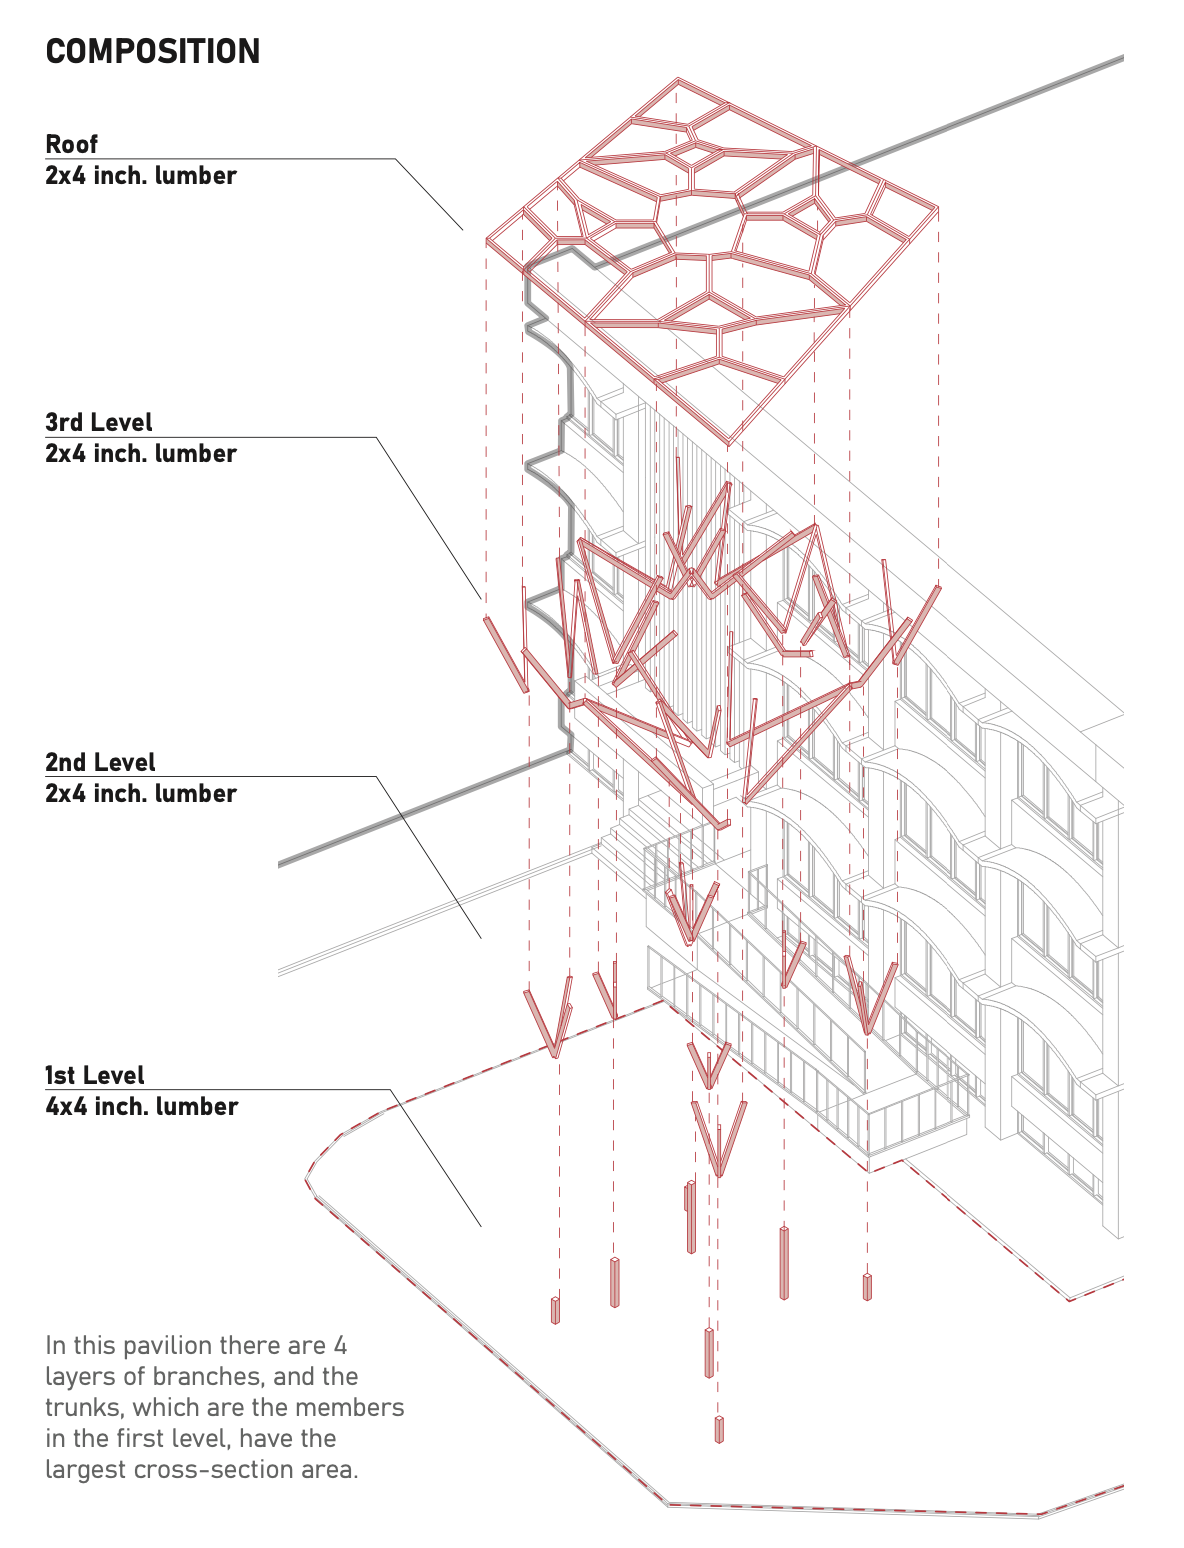 COMPOSITION
Roof
2x4 inch. lumber
3rd Level
2x4 inch. lumber
2nd Level
2x4 inch. lumber
1st Level
4x4 inch. lumber
In this pavilion there are 4
layers of branches, and the
trunks, which are the members
in the first level, have the
largest cross-section area.